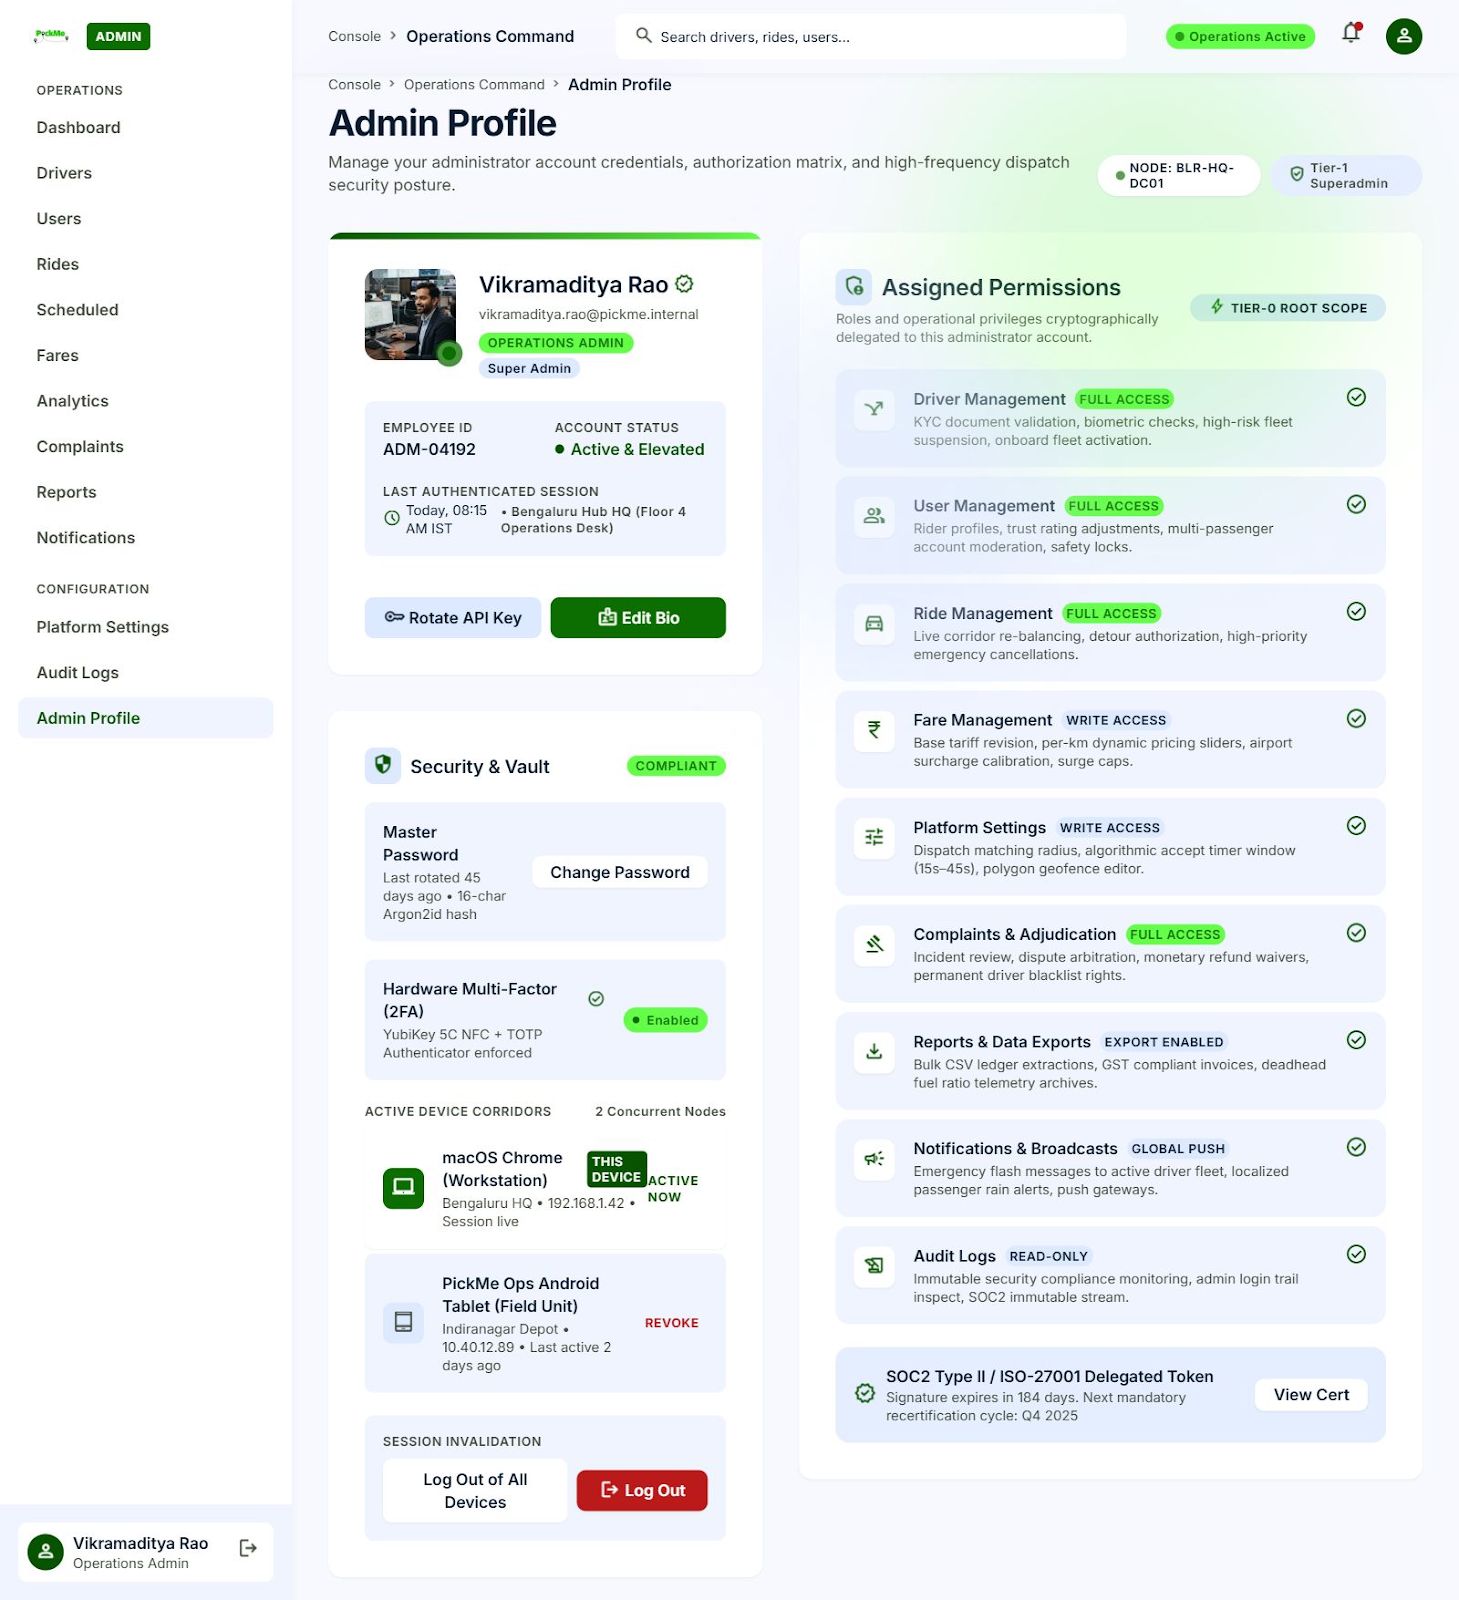 PickMe
ADMIN
OPERATIONS
Dashboard
Drivers
Users
Rides
Scheduled
Fares
Analytics
Complaints
Reports
Notifications
CONFIGURATION
Platform Settings
Audit Logs
Admin Profile
Vikramaditya Rao
Operations Admin
Console > Operations Command
Search drivers, rides, users...
Operations Active
Console > Operations Command > Admin Profile
Admin Profile
Manage your administrator account credentials, authorization matrix, and high-frequency dispatch
security posture.
NODE: BLR-HQ-
DC01
Tier-1
Superadmin
Vikramaditya Rao
vikramaditya.rao@pickme.internal
OPERATIONS ADMIN
Super Admin
EMPLOYEE ID
ADM-04192
ACCOUNT STATUS
Active & Elevated
LAST AUTHENTICATED SESSION
Today, 08:15
AM IST
• Bengaluru Hub HQ (Floor 4
Operations Desk)
Rotate API Key
Edit Bio
Security & Vault
COMPLIANT
Master
Password
Last rotated 45
days ago • 16-char
Argon2id hash
Change Password
Hardware Multi-Factor
(2FA)
YubiKey 5C NFC + TOTP
Authenticator enforced
Enabled
ACTIVE DEVICE CORRIDORS
2 Concurrent Nodes
macOS Chrome
(Workstation)
THIS
DEVICE
Bengaluru HQ • 192.168.1.42 •
Session live
ACTIVE
NOW
PickMe Ops Android
Tablet (Field Unit)
Indiranagar Depot •
10.40.12.89 • Last active 2
days ago
REVOKE
SESSION INVALIDATION
Log Out of All
Devices
Log Out
Assigned Permissions
Roles and operational privileges cryptographically
delegated to this administrator account.
TIER-0 ROOT SCOPE
Driver Management FULL ACCESS
KYC document validation, biometric checks, high-risk fleet
suspension, onboard fleet activation.
User Management FULL ACCESS
Rider profiles, trust rating adjustments, multi-passenger
account moderation, safety locks.
Ride Management FULL ACCESS
Live corridor re-balancing, detour authorization, high-priority
emergency cancellations.
Fare Management WRITE ACCESS
Base tariff revision, per-km dynamic pricing sliders, airport
surcharge calibration, surge caps.
Platform Settings WRITE ACCESS
Dispatch matching radius, algorithmic accept timer window
(15s–45s), polygon geofence editor.
Complaints & Adjudication FULL ACCESS
Incident review, dispute arbitration, monetary refund waivers,
permanent driver blacklist rights.
Reports & Data Exports EXPORT ENABLED
Bulk CSV ledger extractions, GST compliant invoices, deadhead
fuel ratio telemetry archives.
Notifications & Broadcasts GLOBAL PUSH
Emergency flash messages to active driver fleet, localized
passenger rain alerts, push gateways.
Audit Logs READ-ONLY
Immutable security compliance monitoring, admin login trail
inspect, SOC2 immutable stream.
SOC2 Type II / ISO-27001 Delegated Token
Signature expires in 184 days. Next mandatory
recertification cycle: Q4 2025
View Cert